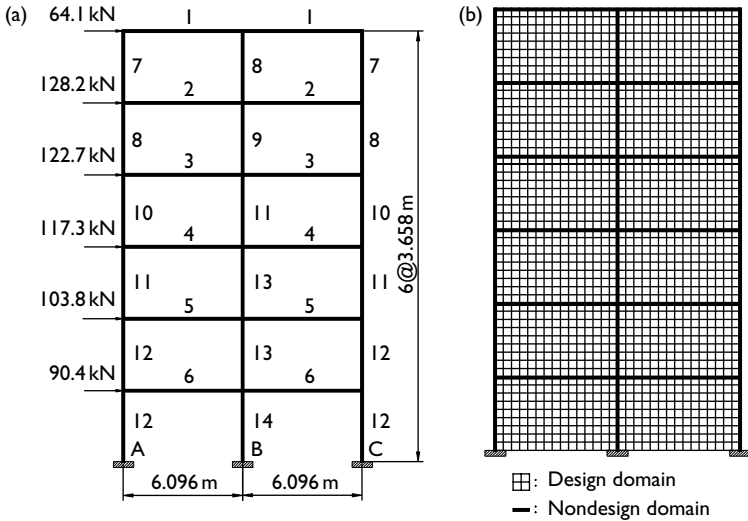 (a)
64.1 kN
1 1
7 8 7
128.2 kN
2 2
8 9 8
122.7 kN
3 3
10 11 10
117.3 kN
4 4
11 13 11
103.8 kN
5 5
12 13 12
90.4 kN
6 6
12 14 12
A B C
6.096 m 6.096 m
6@3.658 m
(b)
: Design domain
: Nondesign domain